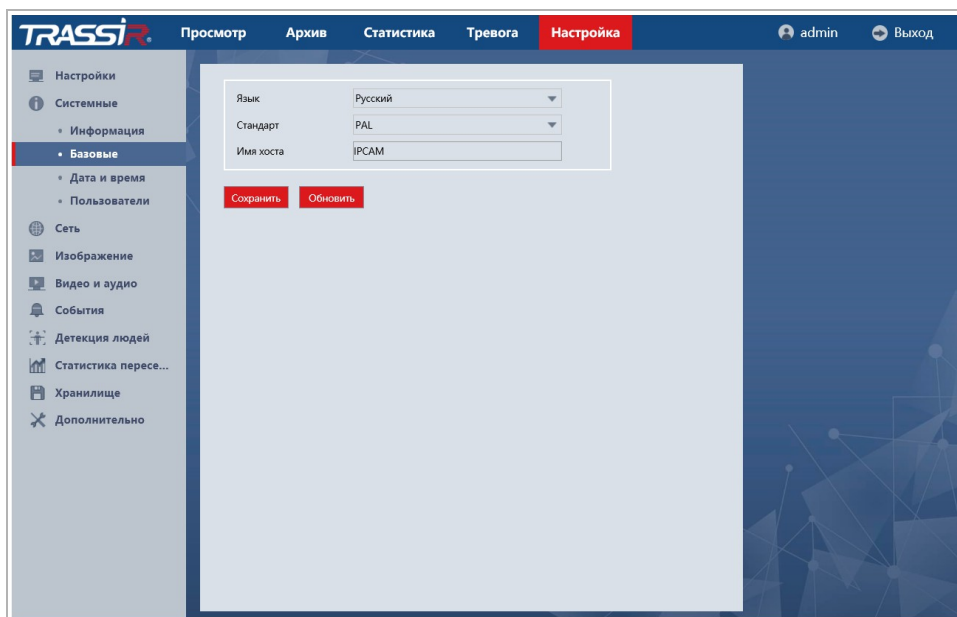 TRASSIR® Просмотр Архив Статистика Тревога Настройка admin Выход
Настройки
Системные
Информация
Базовые
Дата и время
Пользователи
Сеть
Изображение
Видео и аудио
События
Детекция людей
Статистика пересе...
Хранилище
Дополнительно
Язык Русский
Стандарт PAL
Имя хоста IPCAM
Сохранить Обновить